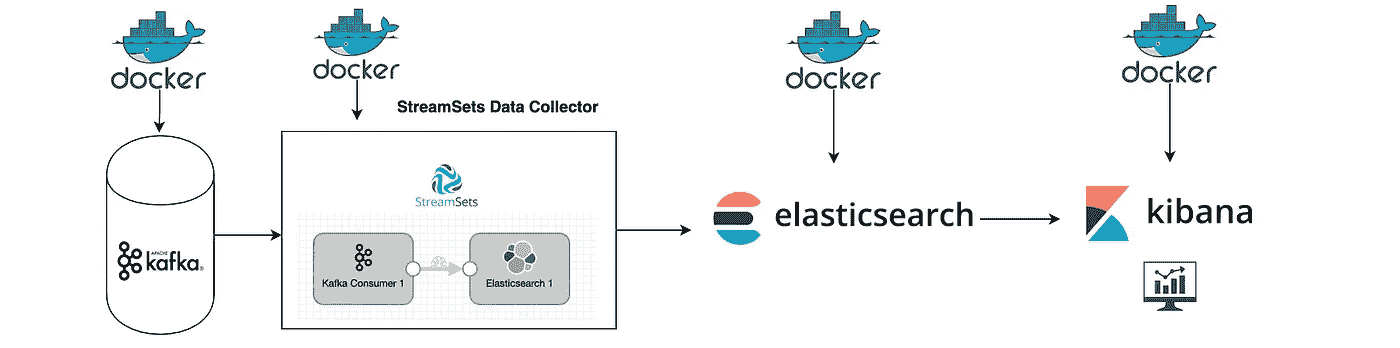 docker
docker
docker
docker
StreamSets Data Collector
StreamSets
APACHE
kafka®
Kafka Consumer 1
Elasticsearch 1
elasticsearch
kibana